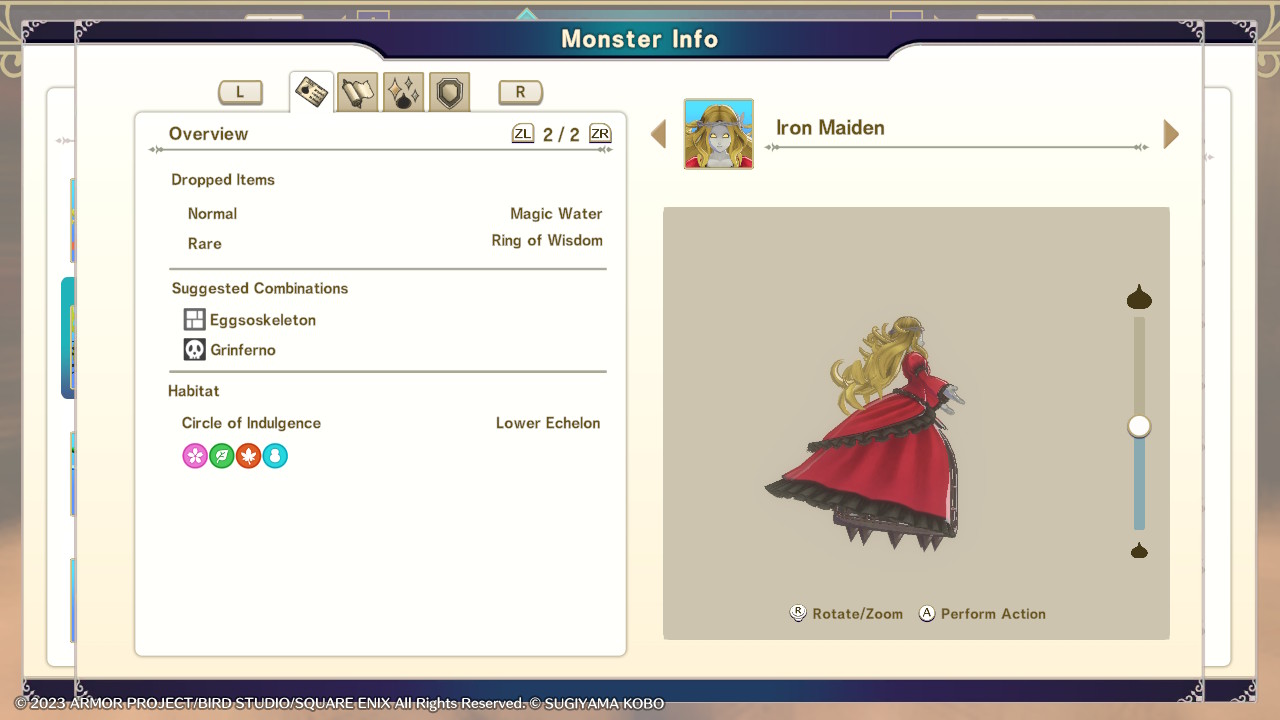 Monster Info
L
R
Overview
ZL 2 / 2 ZR
Iron Maiden
Dropped Items
Normal Magic Water
Rare Ring of Wisdom
Suggested Combinations
Eggsoskeleton
Grinferno
Habitat
Circle of Indulgence Lower Echelon
R Rotate/Zoom A Perform Action
© 2023 ARMOR PROJECT/BIRD STUDIO/SQUARE ENIX All Rights Reserved. © SUGIYAMA KOBO